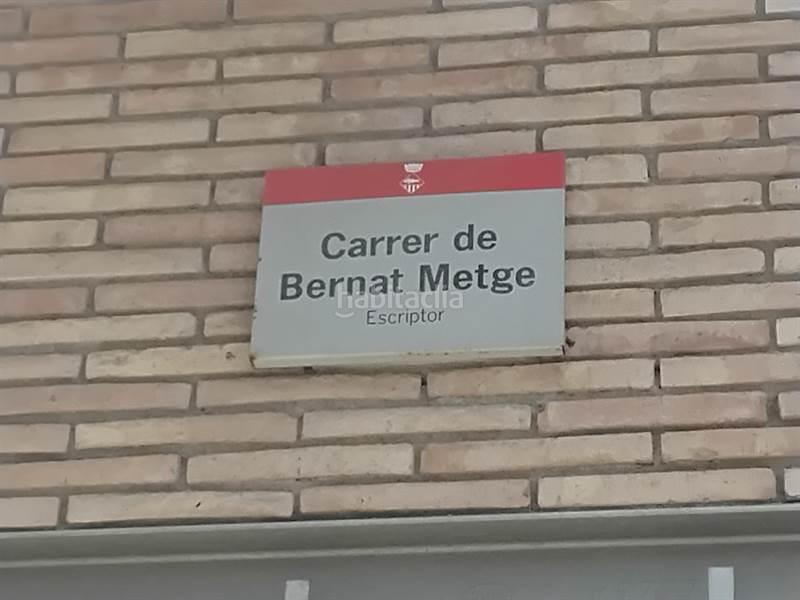 Carrer de
Bernat Metge
habitaclia
Escriptor